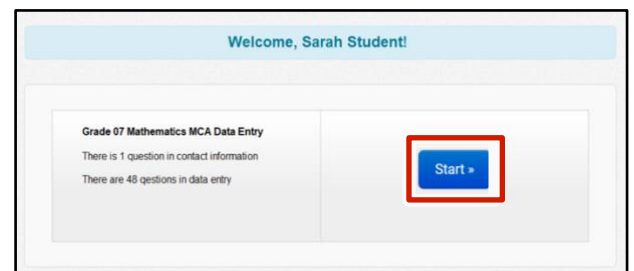 Welcome, Sarah Student!
Grade 07 Mathematics MCA Data Entry
There is 1 question in contact information
There are 48 qestions in data entry
Start »